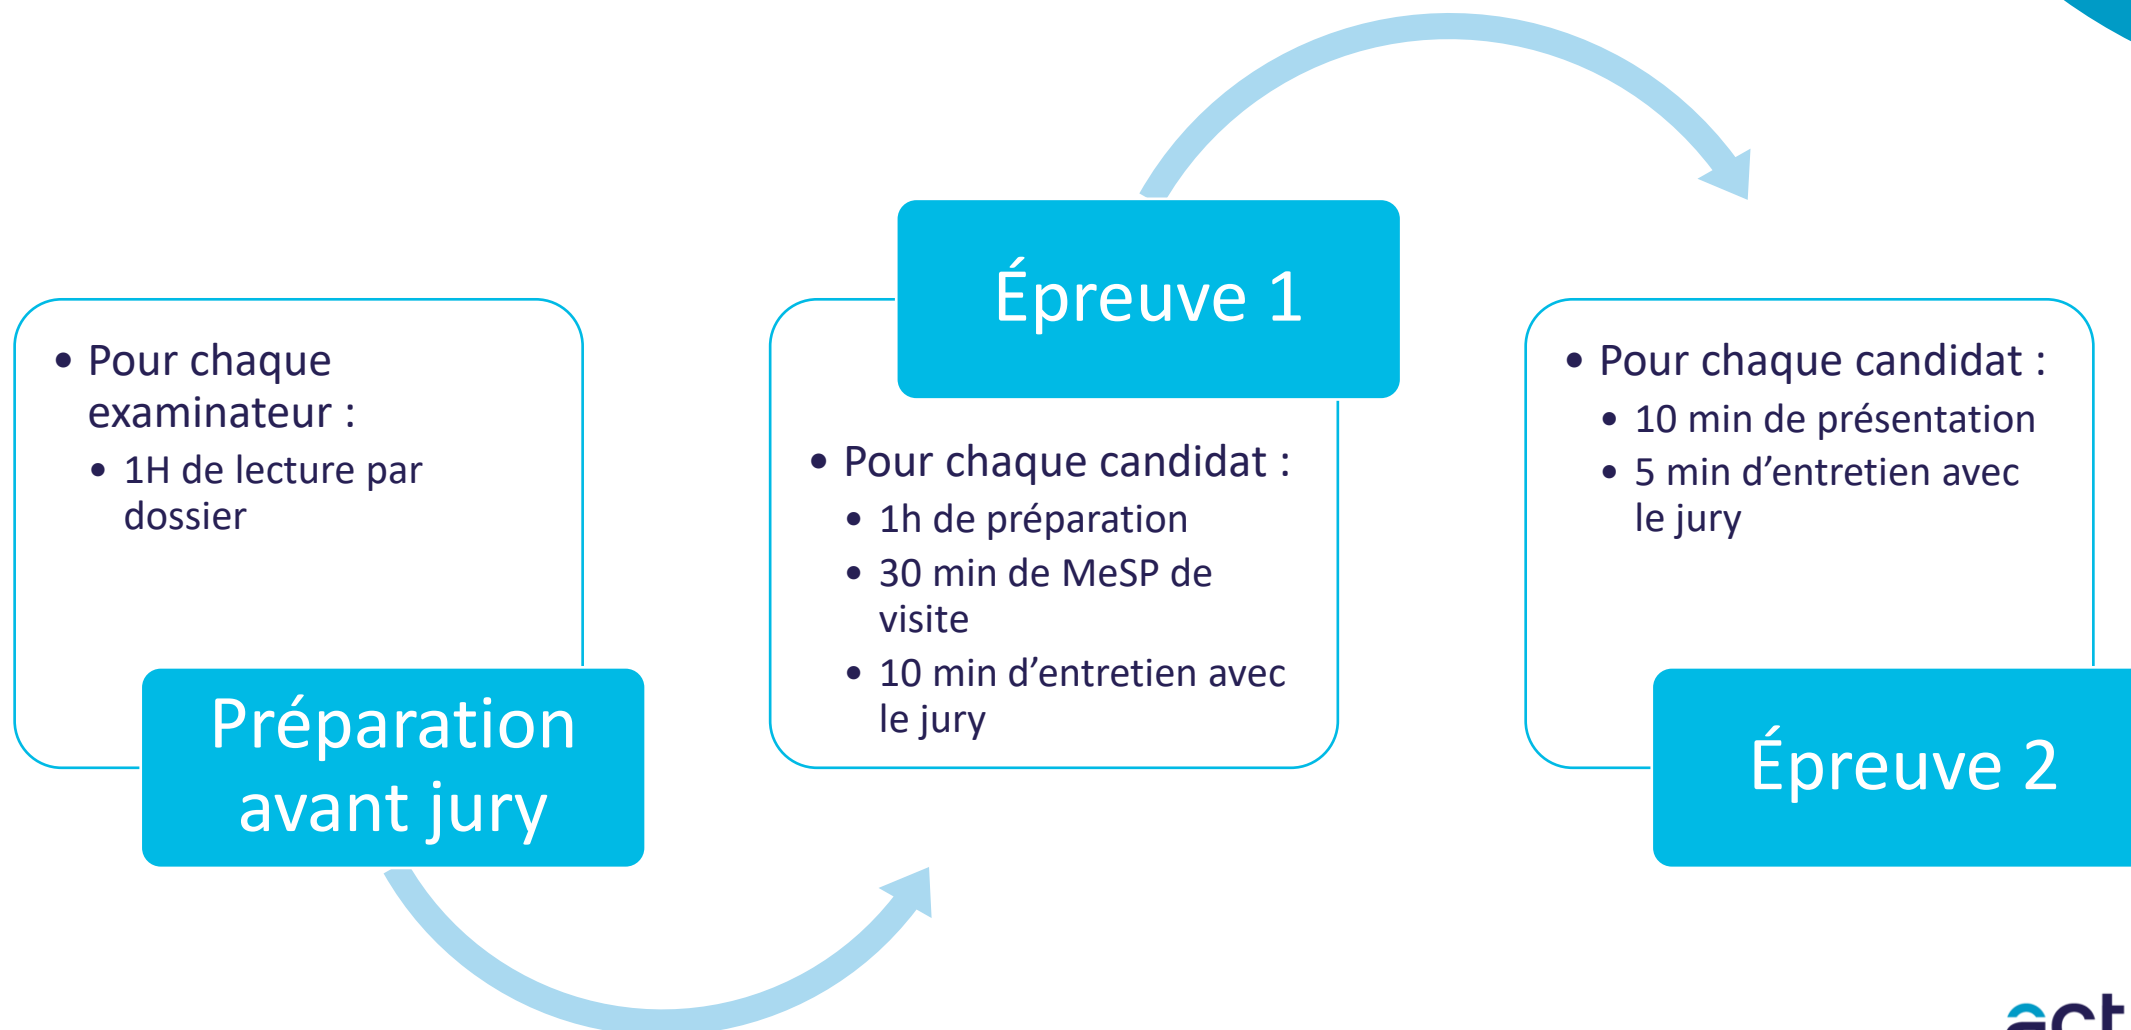 • Pour chaque
examinateur :
• 1H de lecture par
dossier
Préparation
avant jury
Épreuve 1
• Pour chaque candidat :
• 1h de préparation
• 30 min de MeSP de
visite
• 10 min d’entretien avec
le jury
• Pour chaque candidat :
• 10 min de présentation
• 5 min d’entretien avec
le jury
Épreuve 2
act